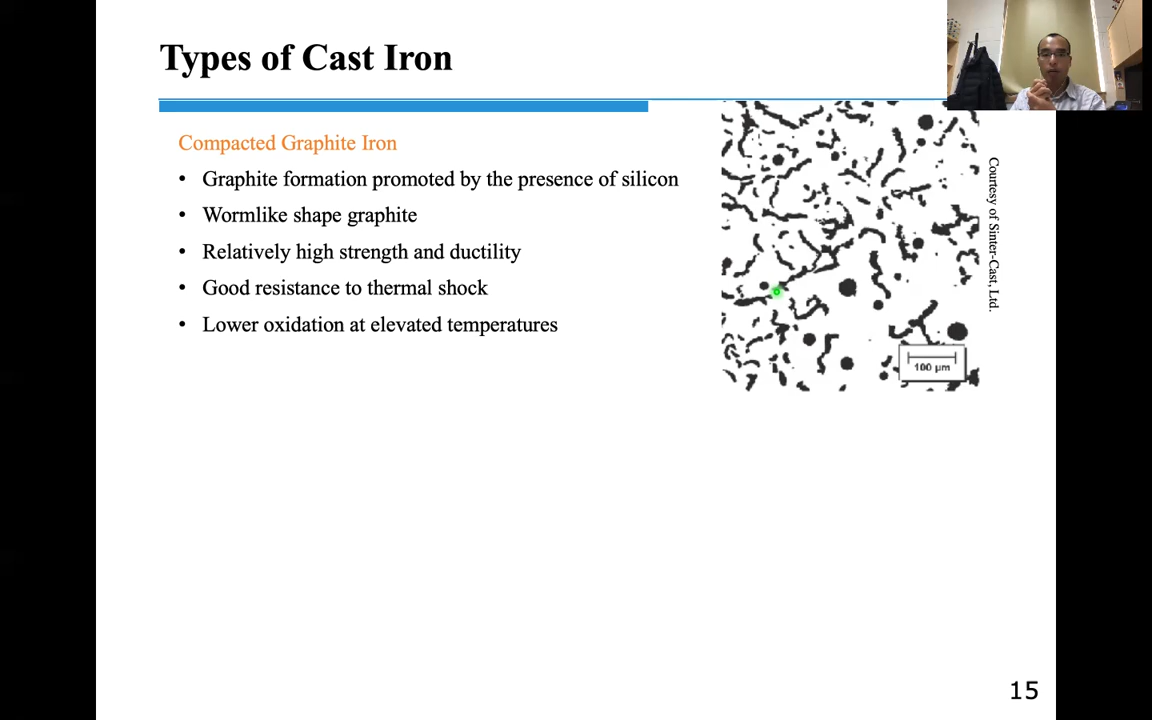 Types of Cast Iron
Compacted Graphite Iron
• Graphite formation promoted by the presence of silicon
• Wormlike shape graphite
• Relatively high strength and ductility
• Good resistance to thermal shock
• Lower oxidation at elevated temperatures
Courtesy of Sinter-Cast, Ltd.
100 µm
15